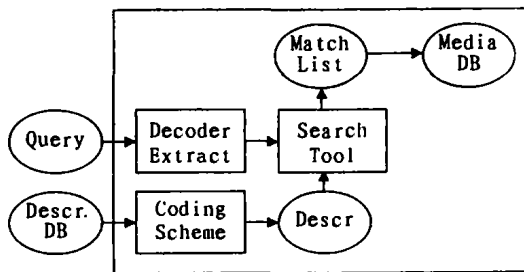 Match
List
Media
DB
Query
Decoder
Extract
Search
Tool
Descr.
DB
Coding
Scheme
Descr